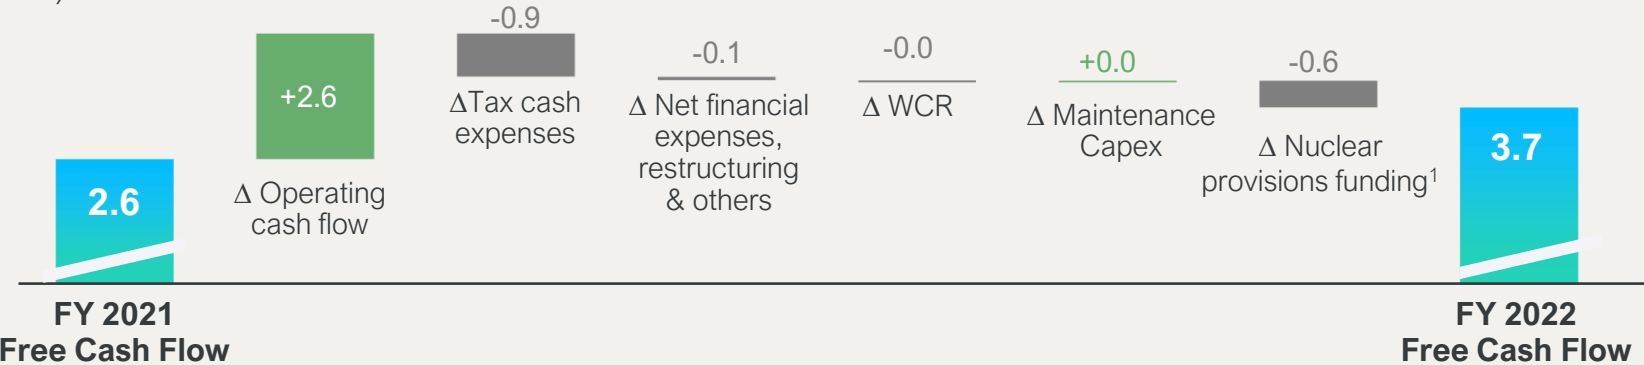 2.6
FY 2021
Free Cash Flow
+2.6
Δ Operating
cash flow
-0.9
ΔTax cash
expenses
-0.1
Δ Net financial
expenses,
restructuring
& others
-0.0
Δ WCR
+0.0
Δ Maintenance
Capex
-0.6
Δ Nuclear
provisions funding¹
3.7
FY 2022
Free Cash Flow